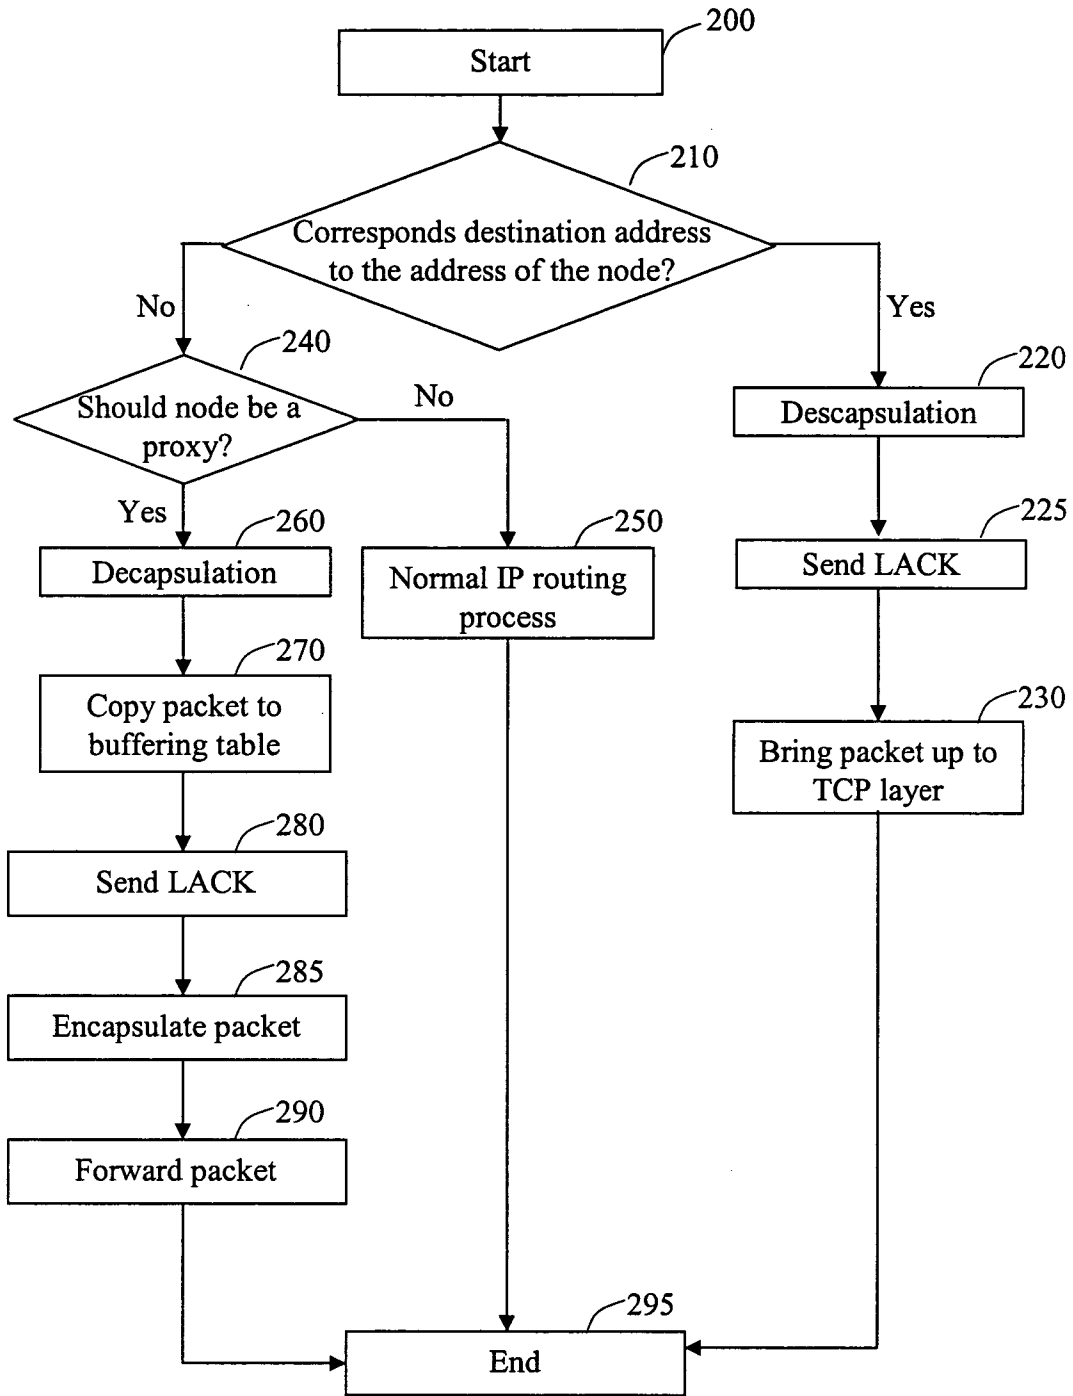 200
Start
210
Corresponds destination address
to the address of the node?
No
Yes
240
Should node be a
proxy?
No
Yes
220
Descapsulation
225
Send LACK
230
Bring packet up to
TCP layer
260
Decapsulation
250
Normal IP routing
process
270
Copy packet to
buffering table
280
Send LACK
285
Encapsulate packet
290
Forward packet
295
End